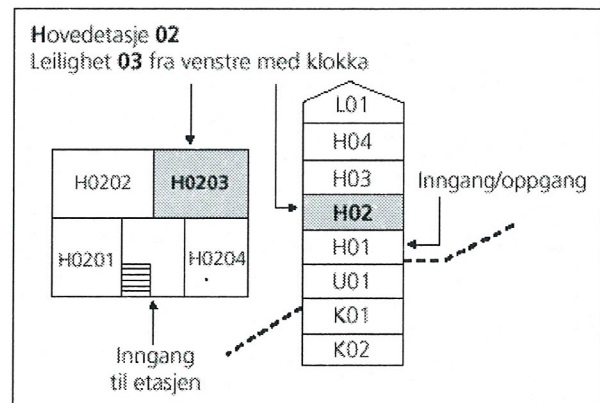 Hovedetasje 02
Leilighet 03 fra venstre med klokka
H0202
H0203
H0201
H0204
Inngang
til etasjen
L01
H04
H03
H02
H01
U01
K01
K02
Inngang/oppgang